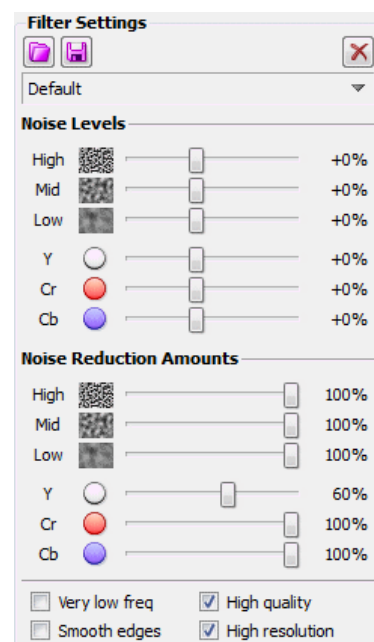 Filter Settings
Default
Noise Levels
High +0%
Mid +0%
Low +0%
Y +0%
Cr +0%
Cb +0%
Noise Reduction Amounts
High 100%
Mid 100%
Low 100%
Y 60%
Cr 100%
Cb 100%
Very low freq High quality
Smooth edges High resolution